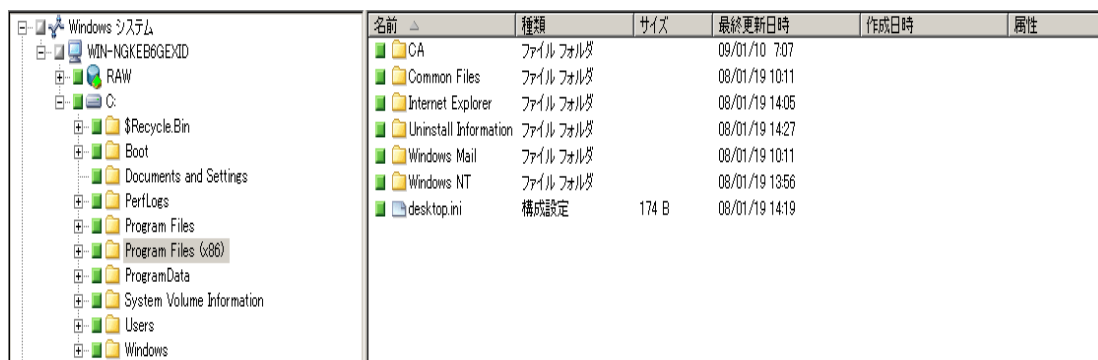 Windows システム
WIN-NGKEB6GEXID
RAW
C:
$Recycle.Bin
Boot
Documents and Settings
PerfLogs
Program Files
Program Files (x86)
ProgramData
System Volume Information
Users
Windows
名前 種類 サイズ 最終更新日時 作成日時 属性
CA ファイル フォルダ 09/01/10 7:07
Common Files ファイル フォルダ 08/01/19 10:11
Internet Explorer ファイル フォルダ 08/01/19 14:05
Uninstall Information ファイル フォルダ 08/01/19 14:27
Windows Mail ファイル フォルダ 08/01/19 10:11
Windows NT ファイル フォルダ 08/01/19 13:56
desktop.ini 構成設定 174 B 08/01/19 14:19